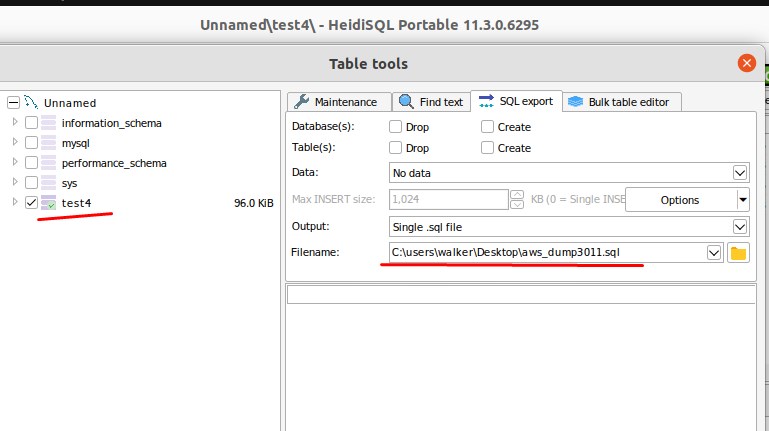 Unnamed\test4\ - HeidiSQL Portable 11.3.0.6295
Table tools
Unnamed
information_schema
mysql
performance_schema
sys
test4 96.0 KiB
Maintenance Find text SQL export Bulk table editor
Database(s): Drop Create
Table(s): Drop Create
Data: No data
Max INSERT size: 1,024 KB (0 = Single INSE Options
Output: Single .sql file
Filename: C:\users\walker\Desktop\aws_dump3011.sql